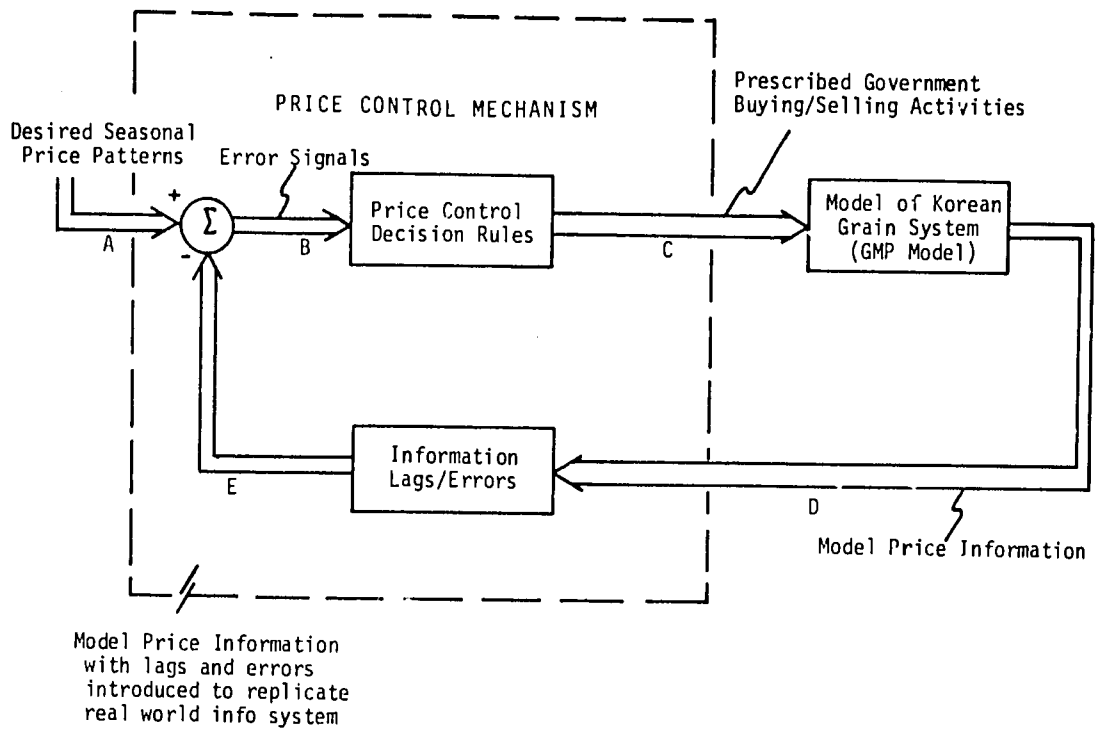 PRICE CONTROL MECHANISM
Prescribed Government
Buying/Selling Activities
Desired Seasonal
Price Patterns
Error Signals
+
Σ
-
A
B
Price Control
Decision Rules
C
Model of Korean
Grain System
(GMP Model)
Information
Lags/Errors
E
D
Model Price Information
Model Price Information
with lags and errors
introduced to replicate
real world info system